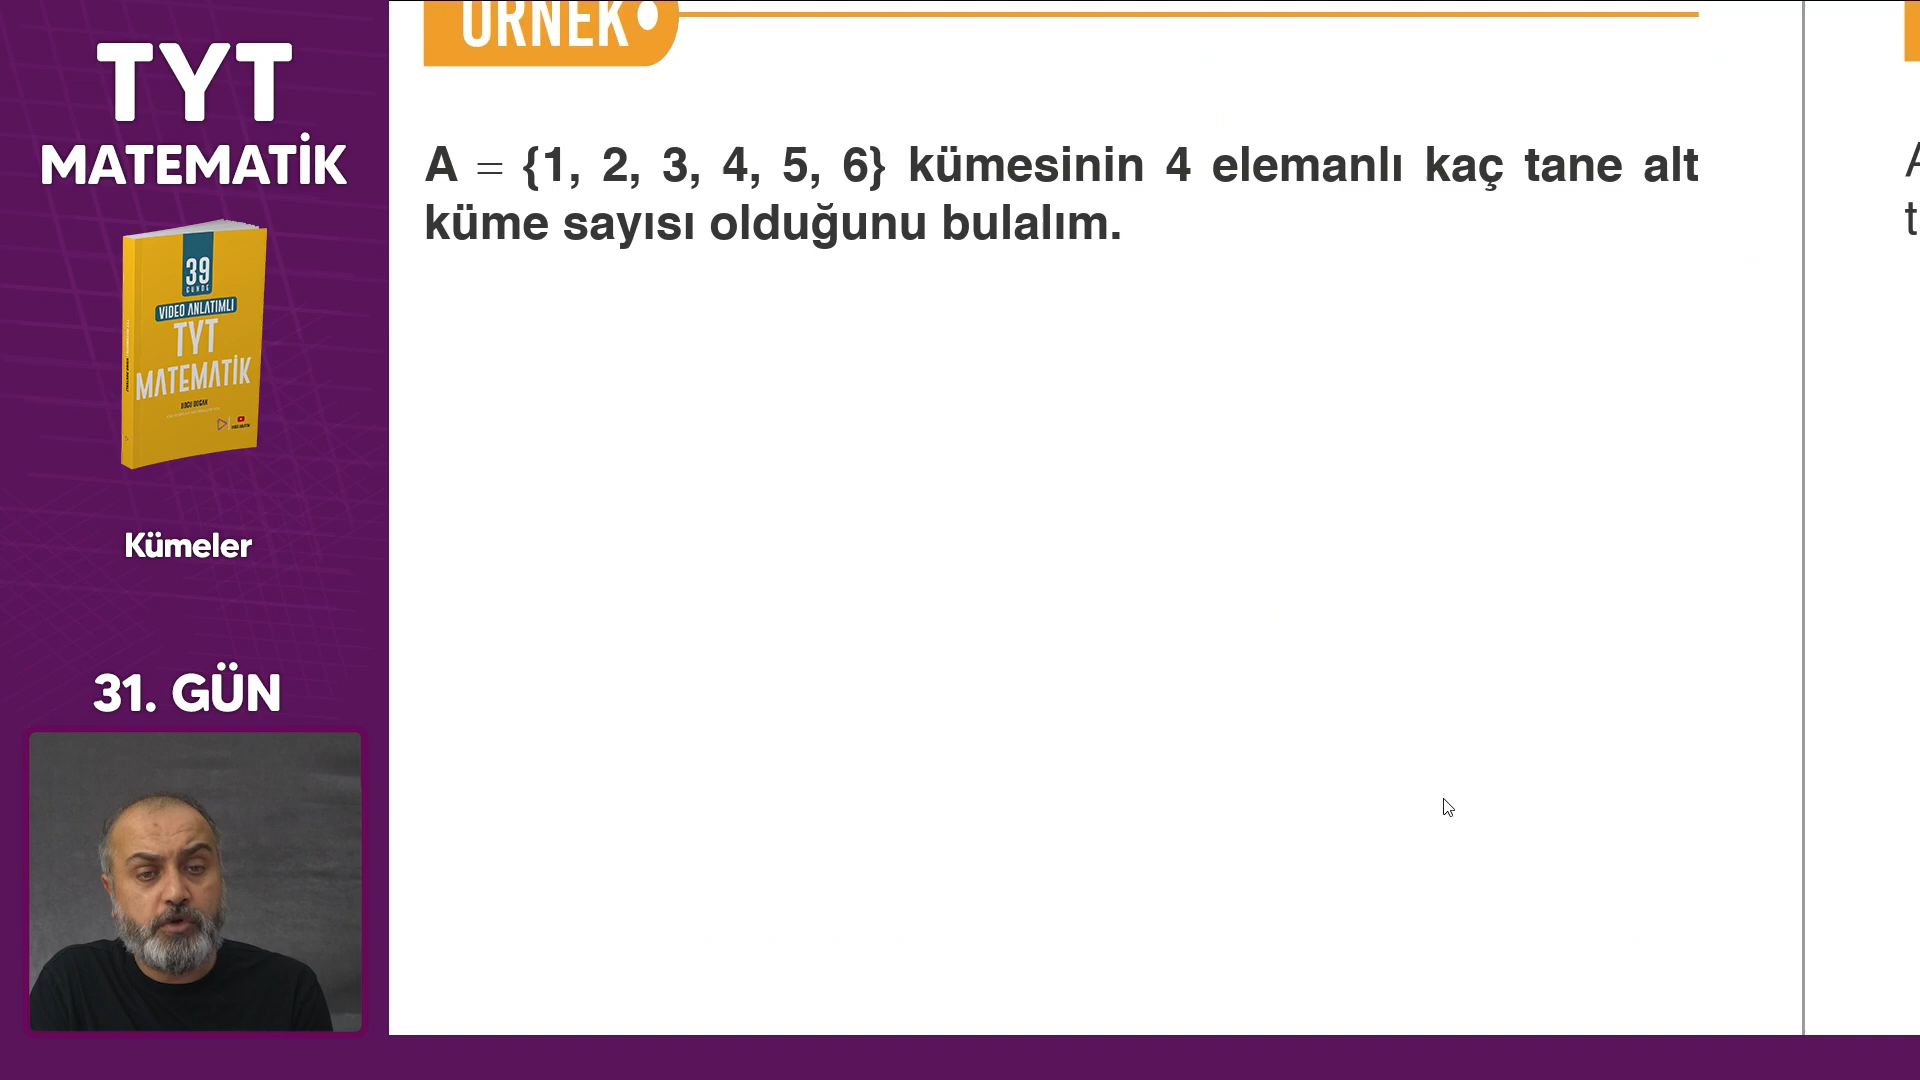 TYT
MATEMATİK
39
GÜNDE
VIDEO ANLATIMLI
TYT
MATEMATİK
Kümeler
31. GÜN
ÖRNEK
A = {1, 2, 3, 4, 5, 6} kümesinin 4 elemanlı kaç tane alt
küme sayısı olduğunu bulalım.